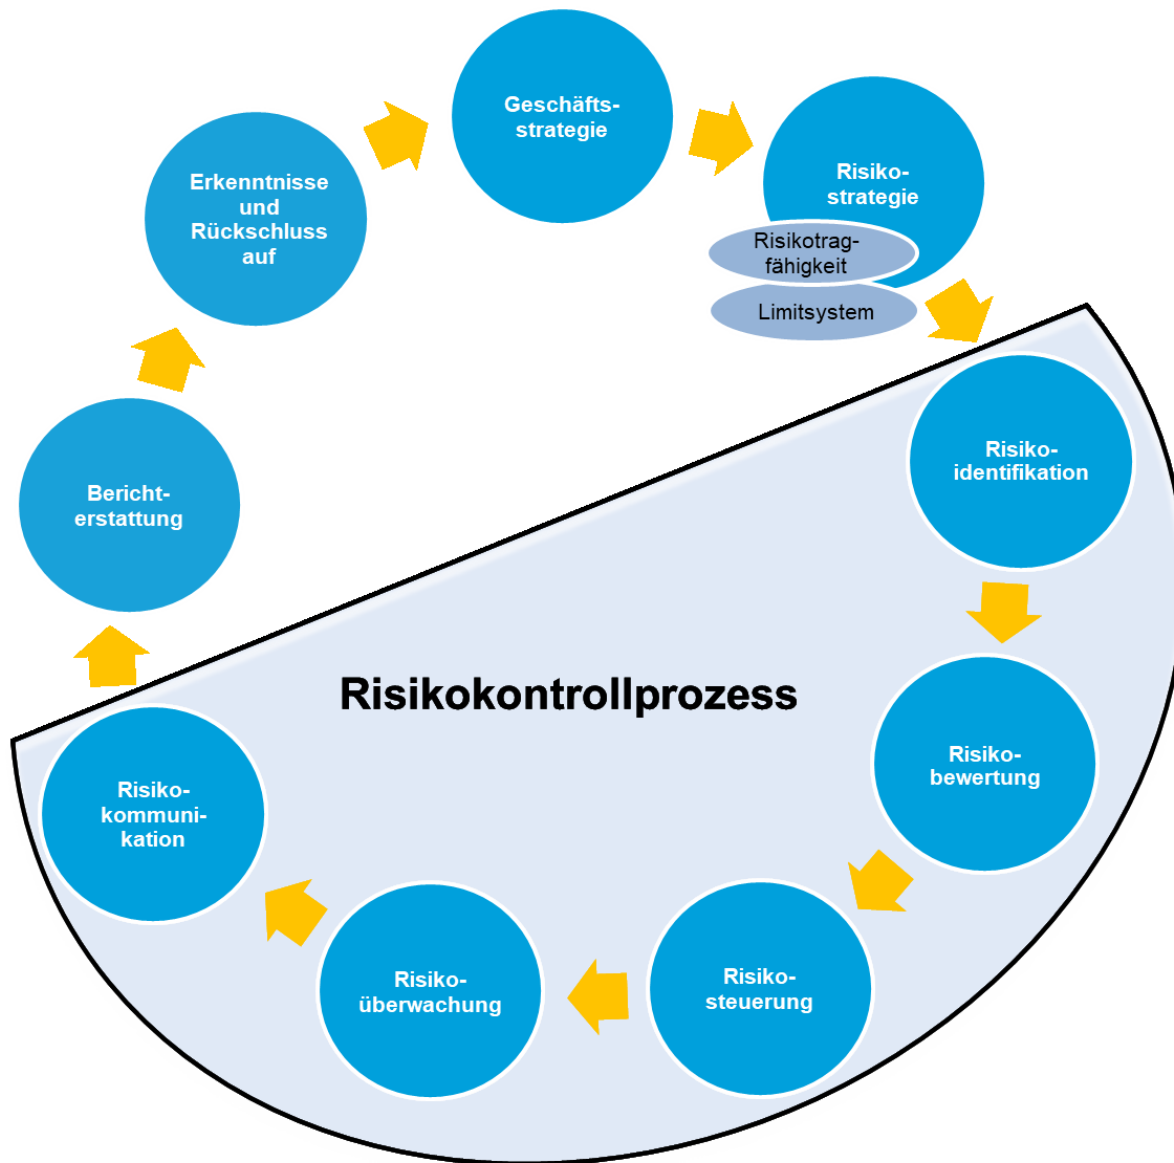 Geschäfts-
strategie
Risiko-
strategie
Risikotrag-
fähigkeit
Limitsystem
Risiko-
identifikation
Risiko-
bewertung
Risiko-
steuerung
Risiko-
überwachung
Risiko-
kommuni-
kation
Bericht-
erstattung
Erkenntnisse
und
Rückschluss
auf
Risikokontrollprozess